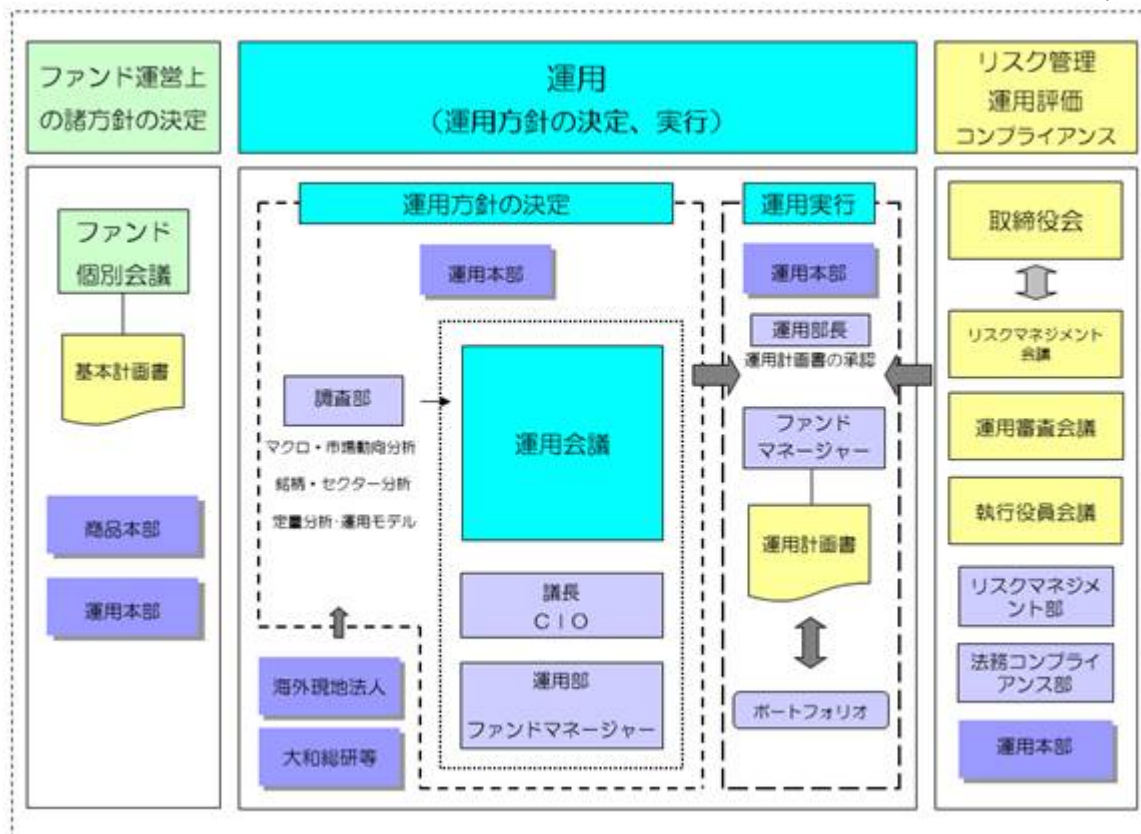 ファンド運営上
の諸方針の決定
運用
（運用方針の決定、実行）
リスク管理
運用評価
コンプライアンス
ファンド
個別会議
基本計画書
商品本部
運用本部
運用方針の決定
運用本部
調査部
マクロ・市場動向分析
銘柄・セクター分析
定量分析・運用モデル
海外現地法人
大和総研等
運用会議
議長
ＣＩＯ
運用部
ファンドマネージャー
運用実行
運用本部
運用部長
運用計画書の承認
ファンド
マネージャー
運用計画書
ポートフォリオ
取締役会
リスクマネジメント
会議
運用審査会議
執行役員会議
リスクマネジメ
ント部
法務コンプライ
アンス部
運用本部